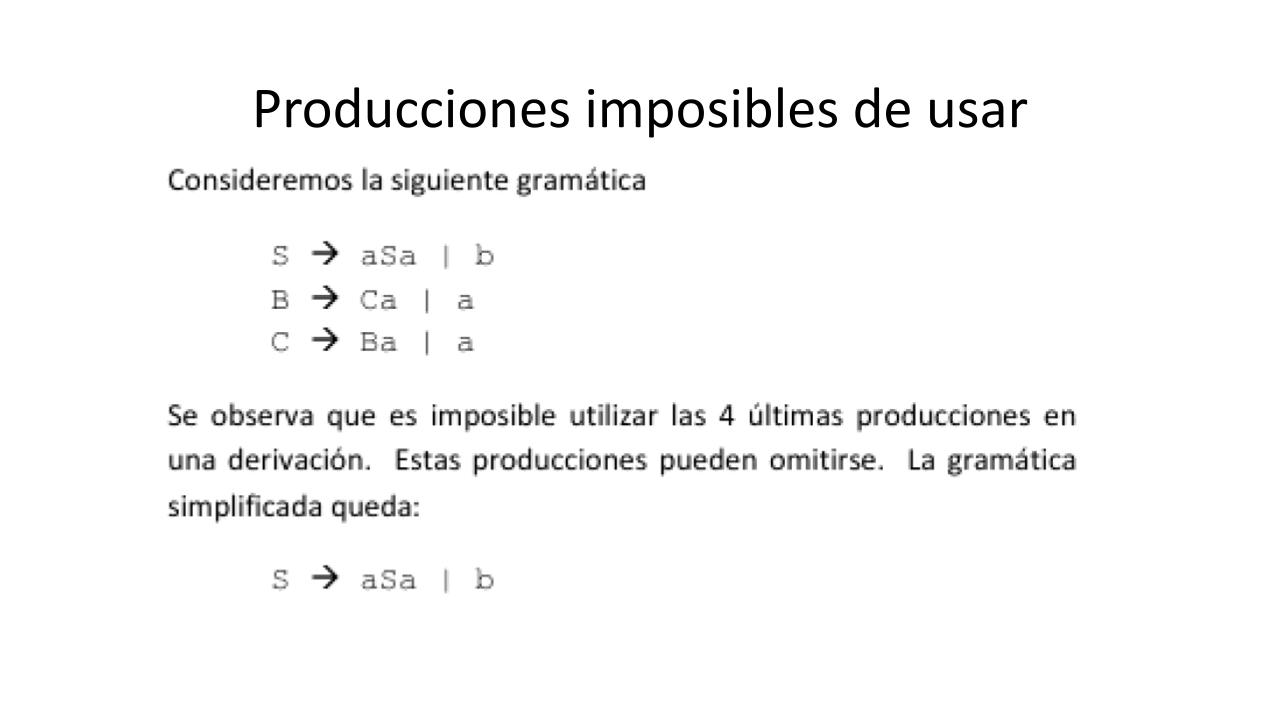 Producciones imposibles de usar
Consideremos la siguiente gramática
S → aSa | b
B → Ca | a
C → Ba | a
Se observa que es imposible utilizar las 4 últimas producciones en
una derivación. Estas producciones pueden omitirse. La gramática
simplificada queda:
S → aSa | b